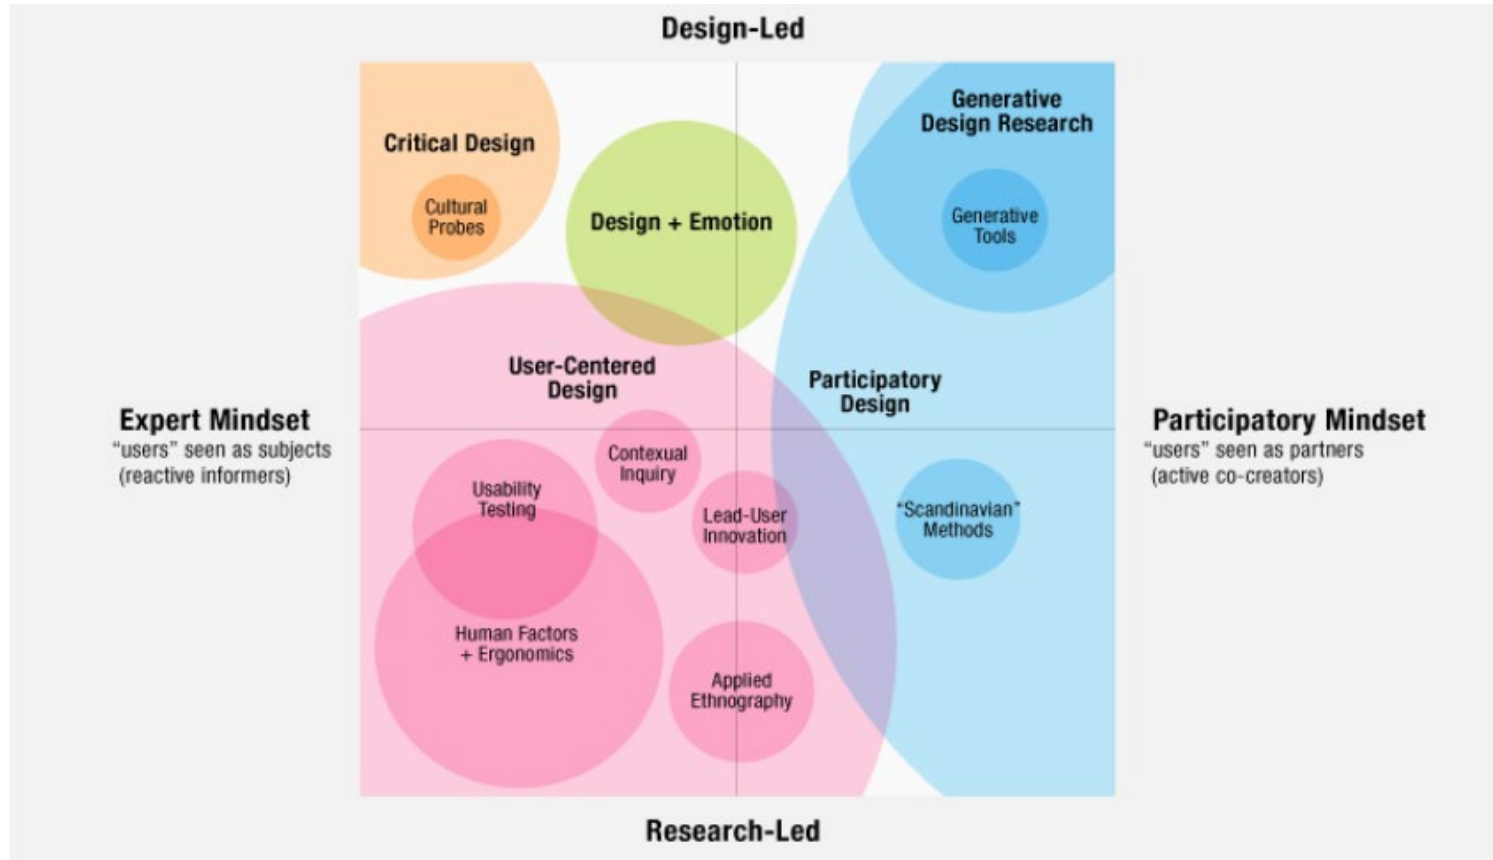 Design-Led
Generative
Design Research
Critical Design
Cultural
Probes
Design + Emotion
Generative
Tools
User-Centered
Design
Participatory
Design
Expert Mindset
“users” seen as subjects
(reactive informers)
Participatory Mindset
“users” seen as partners
(active co-creators)
Contexual
Inquiry
Usability
Testing
Lead-User
Innovation
“Scandinavian”
Methods
Human Factors
+ Ergonomics
Applied
Ethnography
Research-Led